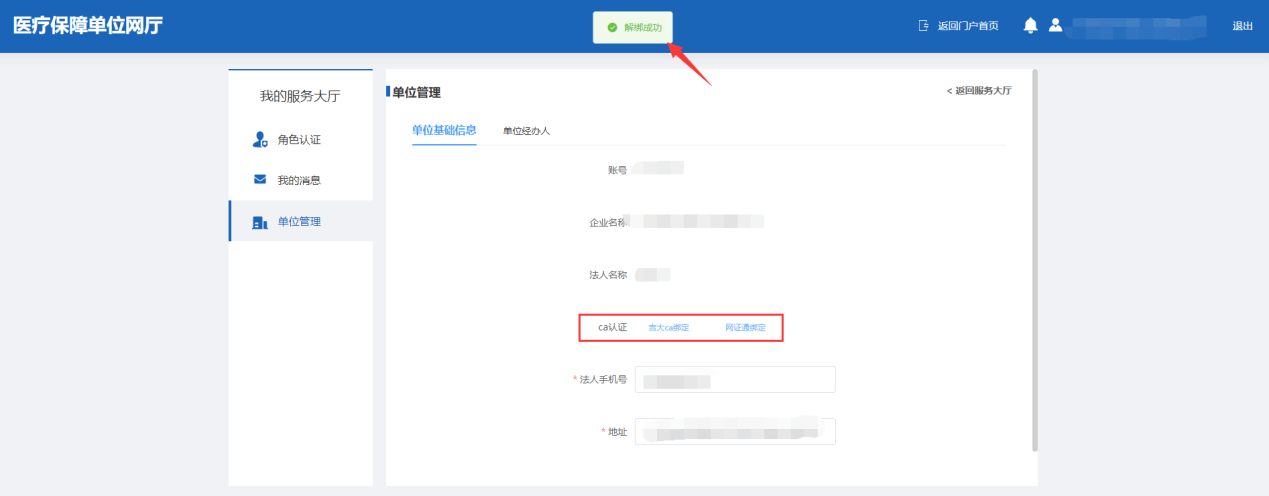 医疗保障单位网厅
解绑成功
返回门户首页
退出
我的服务大厅
角色认证
我的消息
单位管理
单位管理
< 返回服务大厅
单位基础信息
单位经办人
账号
企业名称
法人名称
ca认证 吉大ca绑定 网证通绑定
* 法人手机号
* 地址